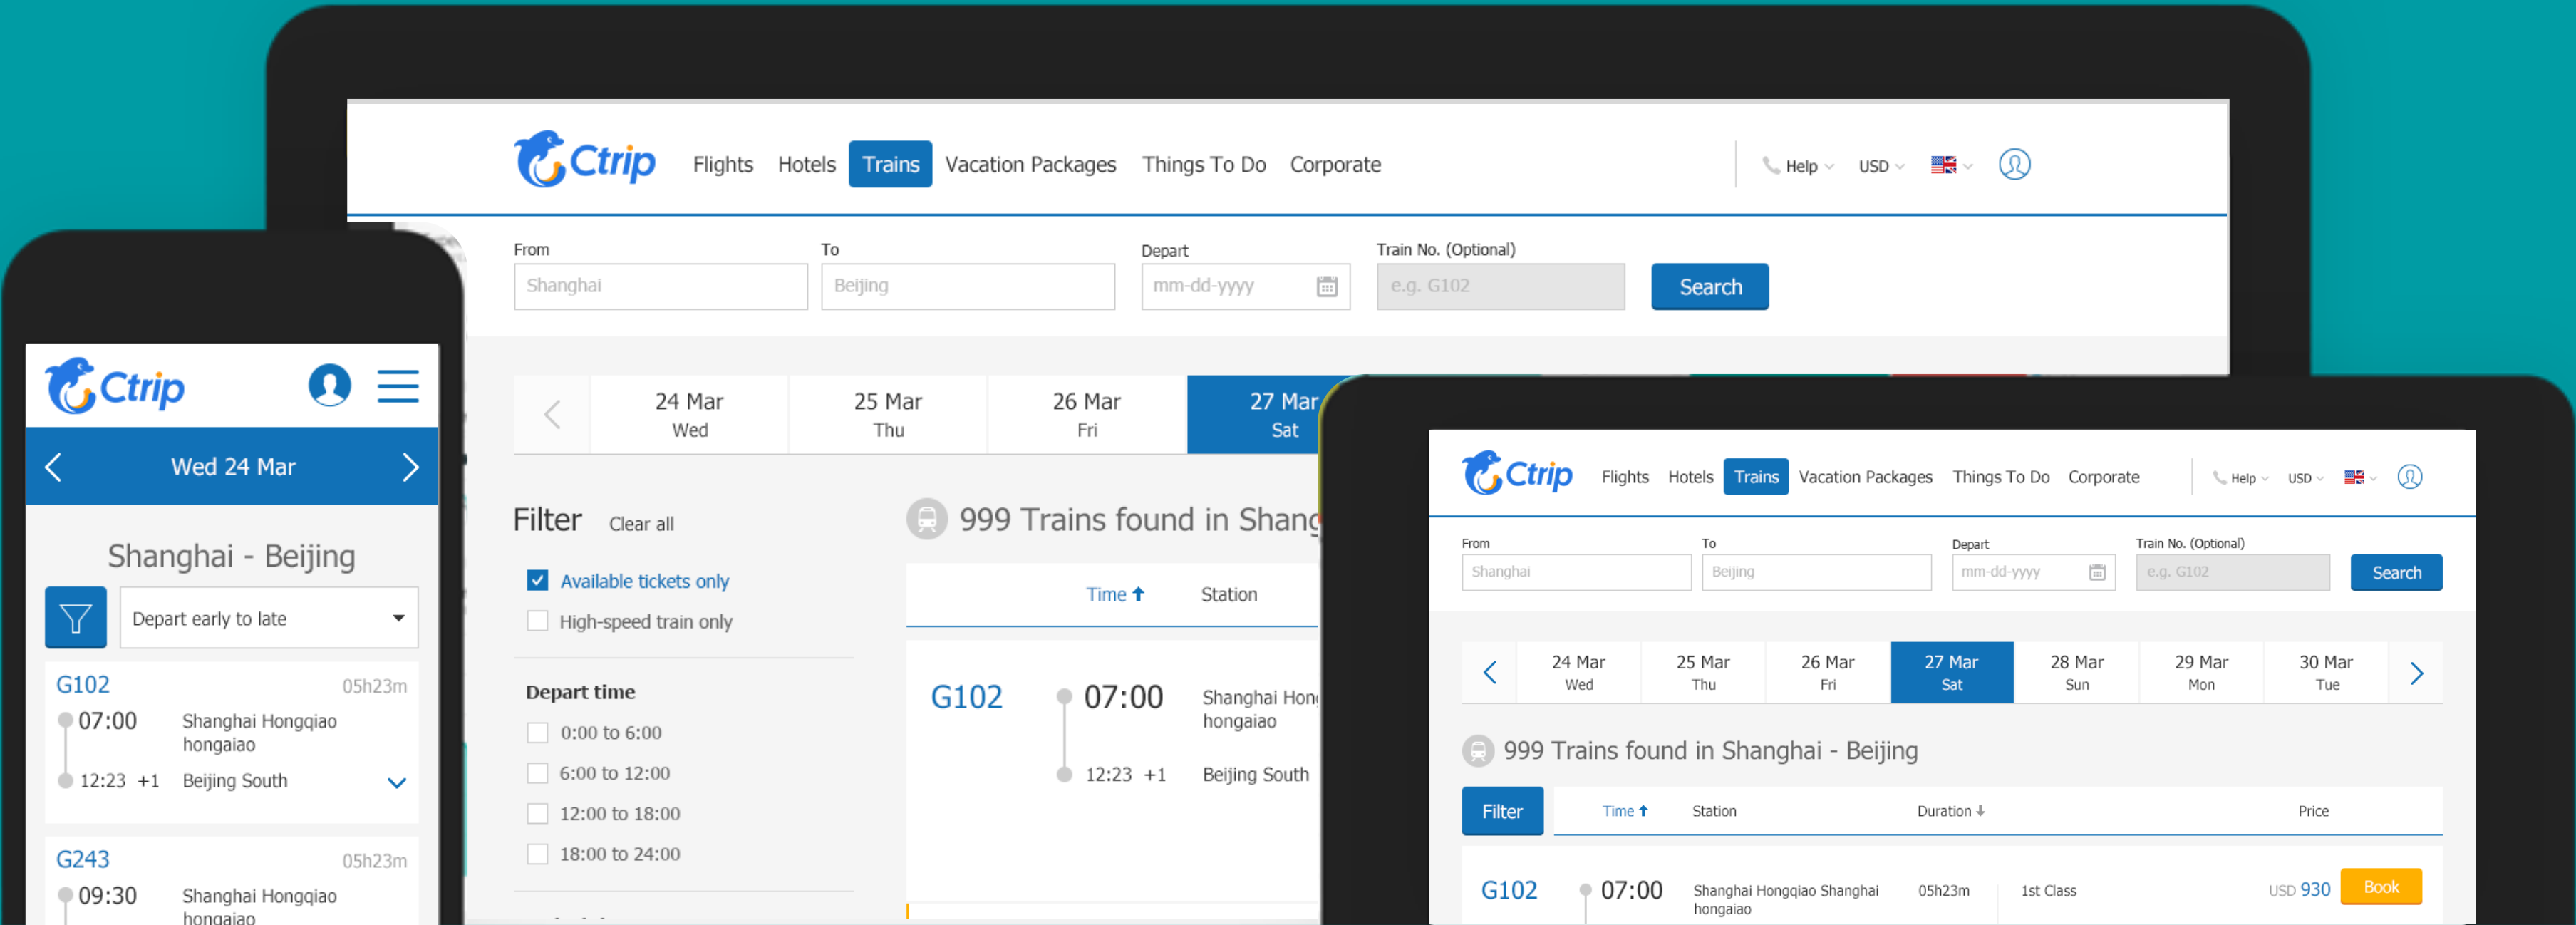 Ctrip Flights Hotels Trains Vacation Packages Things To Do Corporate Help USD
From To Depart Train No. (Optional)
Shanghai Beijing mm-dd-yyyy e.g. G102 Search
24 Mar 25 Mar 26 Mar 27 Mar
Wed Thu Fri Sat
Filter Clear all
Available tickets only
High-speed train only
Depart time
0:00 to 6:00
6:00 to 12:00
12:00 to 18:00
18:00 to 24:00
999 Trains found in Shang
Time Station
G102 07:00 Shanghai Hon
hongaiao
12:23 +1 Beijing South
Ctrip
Wed 24 Mar
Shanghai - Beijing
Depart early to late
G102 05h23m
07:00 Shanghai Hongqiao
hongaiao
12:23 +1 Beijing South
G243 05h23m
09:30 Shanghai Hongqiao
hongaiao
Ctrip Flights Hotels Trains Vacation Packages Things To Do Corporate Help USD
From To Depart Train No. (Optional)
Shanghai Beijing mm-dd-yyyy e.g. G102 Search
24 Mar 25 Mar 26 Mar 27 Mar 28 Mar 29 Mar 30 Mar
Wed Thu Fri Sat Sun Mon Tue
999 Trains found in Shanghai - Beijing
Filter Time Station Duration Price
G102 07:00 Shanghai Hongqiao Shanghai 05h23m 1st Class USD 930 Book
hongaiao